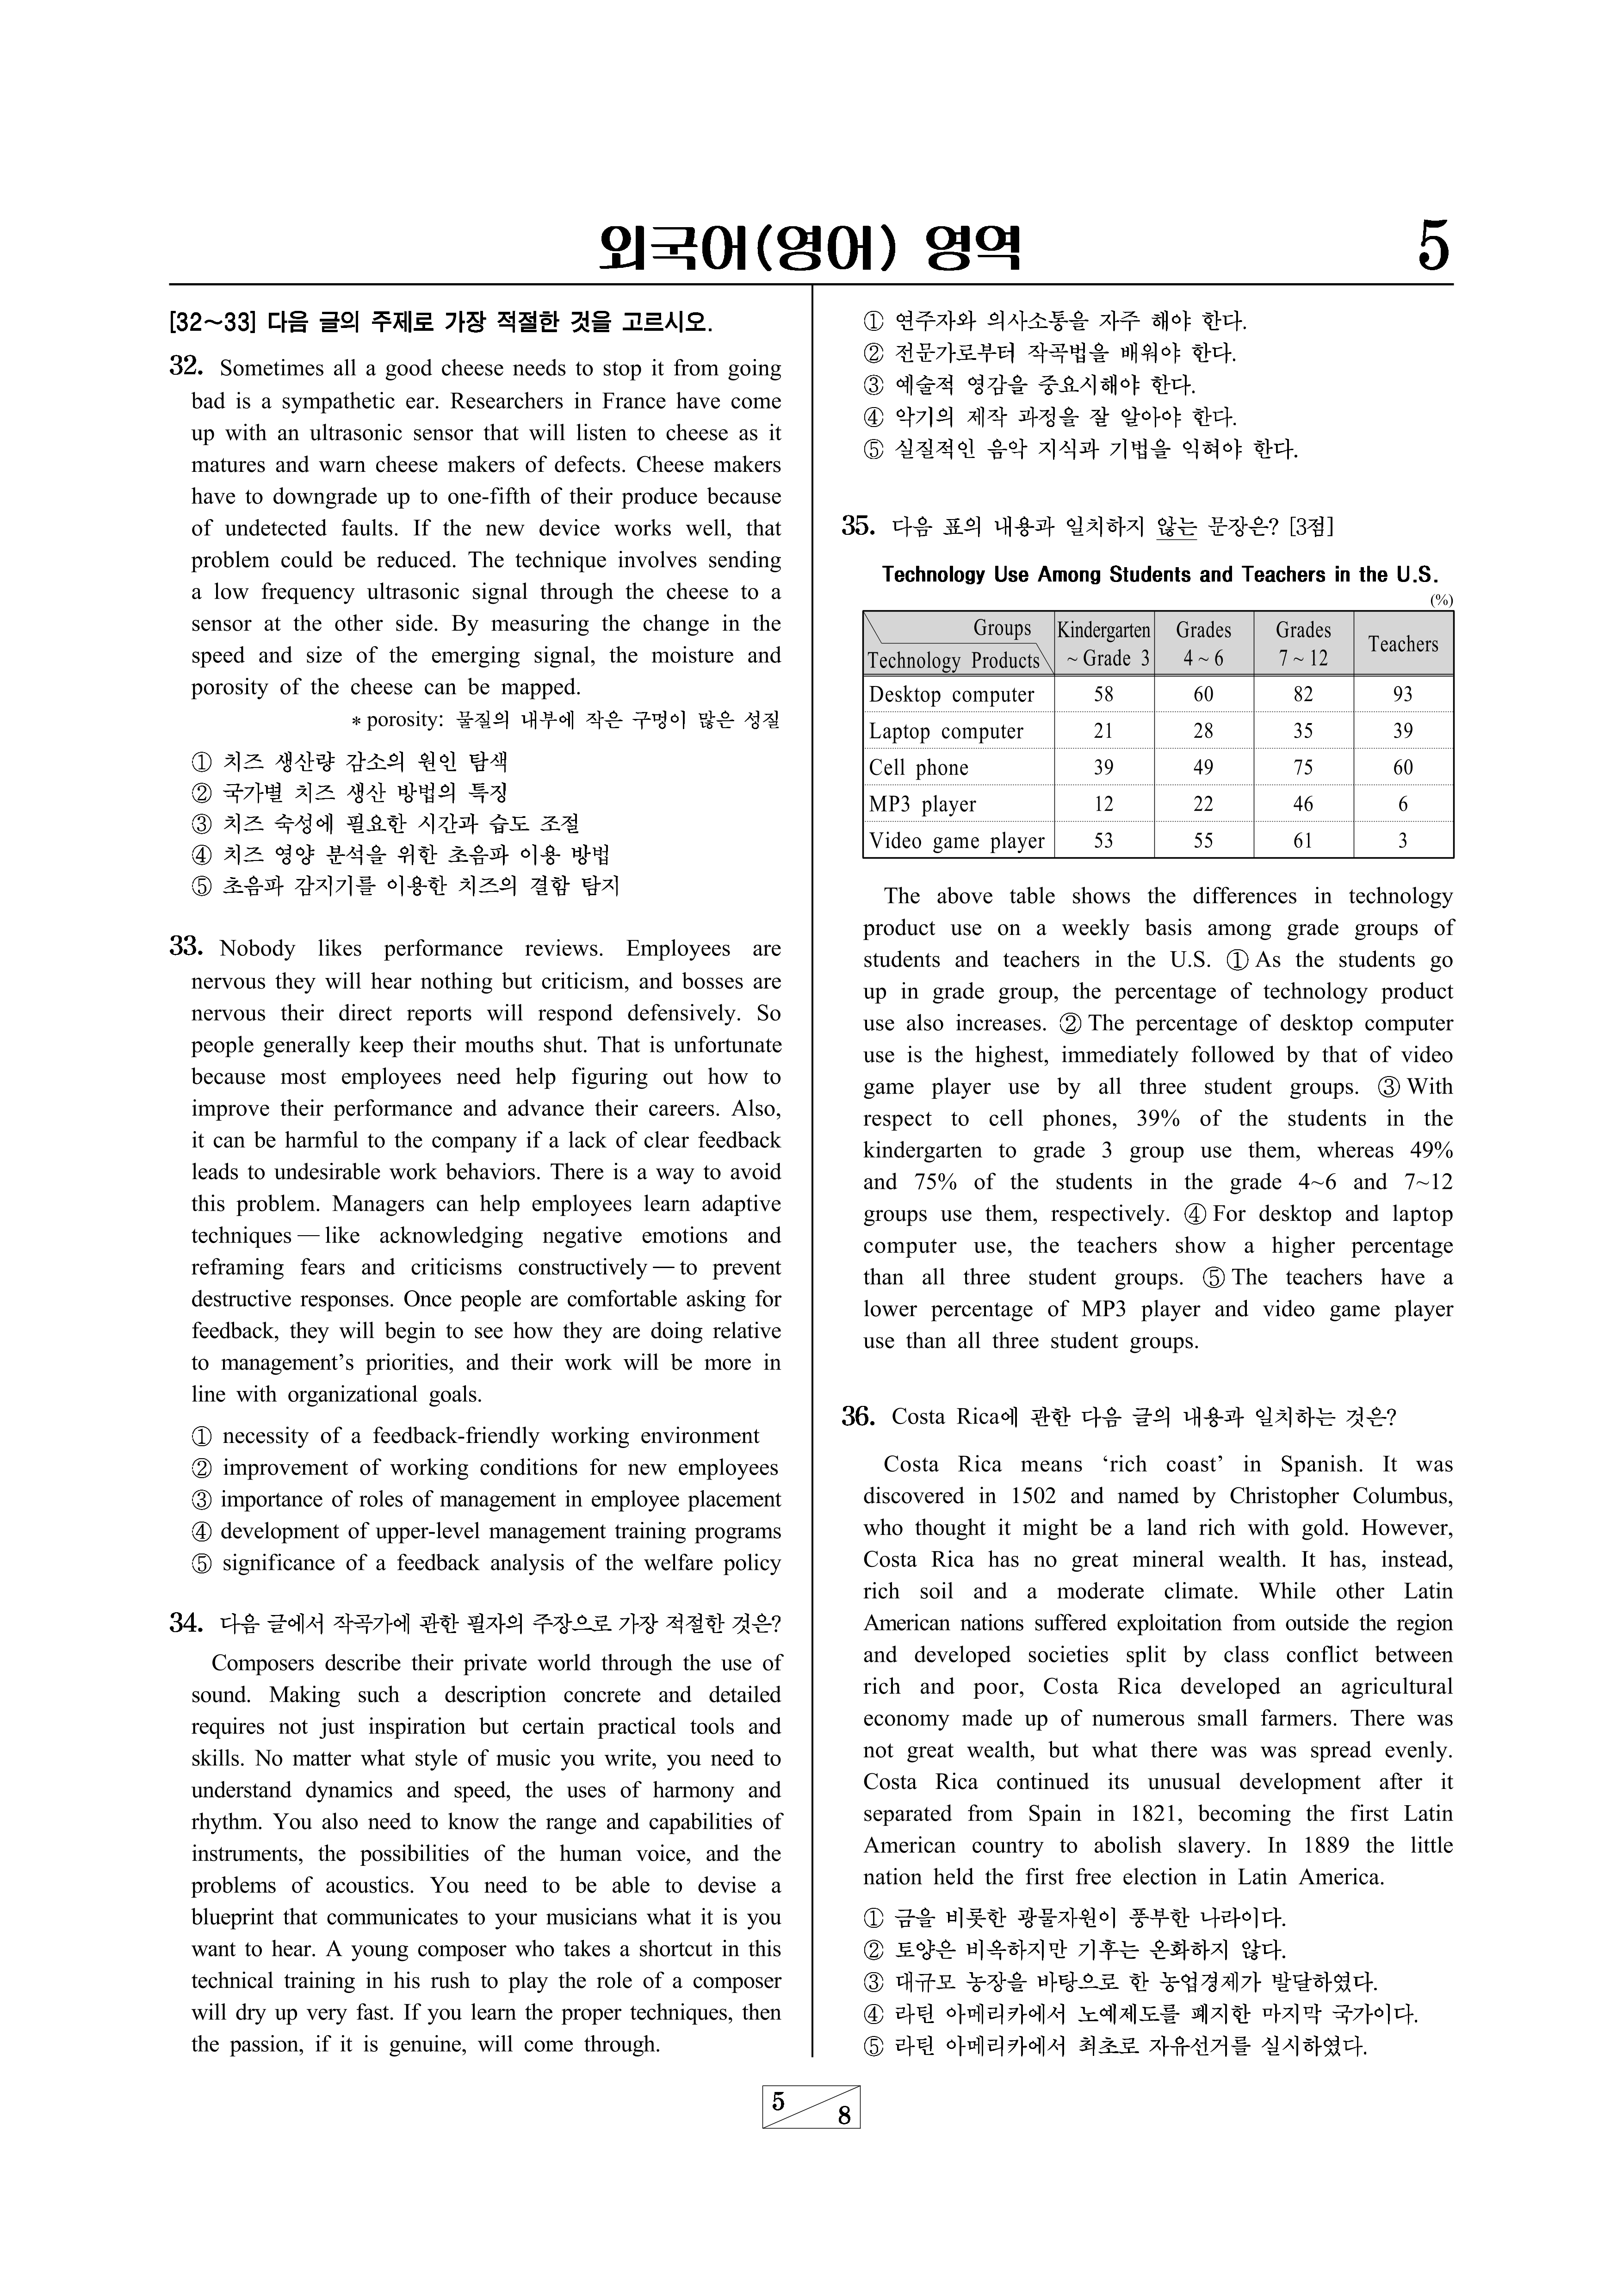 외국어(영어) 영역
5
[32~33] 다음 글의 주제로 가장 적절한 것을 고르시오.
32. Sometimes all a good cheese needs to stop it from going
bad is a sympathetic ear. Researchers in France have come
up with an ultrasonic sensor that will listen to cheese as it
matures and warn cheese makers of defects. Cheese makers
have to downgrade up to one-fifth of their produce because
of undetected faults. If the new device works well, that
problem could be reduced. The technique involves sending
a low frequency ultrasonic signal through the cheese to a
sensor at the other side. By measuring the change in the
speed and size of the emerging signal, the moisture and
porosity of the cheese can be mapped.
* porosity: 물질의 내부에 작은 구멍이 많은 성질
① 치즈 생산량 감소의 원인 탐색
② 국가별 치즈 생산 방법의 특징
③ 치즈 숙성에 필요한 시간과 습도 조절
④ 치즈 영양 분석을 위한 초음파 이용 방법
⑤ 초음파 감지기를 이용한 치즈의 결함 탐지
33. Nobody likes performance reviews. Employees are
nervous they will hear nothing but criticism, and bosses are
nervous their direct reports will respond defensively. So
people generally keep their mouths shut. That is unfortunate
because most employees need help figuring out how to
improve their performance and advance their careers. Also,
it can be harmful to the company if a lack of clear feedback
leads to undesirable work behaviors. There is a way to avoid
this problem. Managers can help employees learn adaptive
techniques — like acknowledging negative emotions and
reframing fears and criticisms constructively — to prevent
destructive responses. Once people are comfortable asking for
feedback, they will begin to see how they are doing relative
to management's priorities, and their work will be more in
line with organizational goals.
① necessity of a feedback-friendly working environment
② improvement of working conditions for new employees
③ importance of roles of management in employee placement
④ development of upper-level management training programs
⑤ significance of a feedback analysis of the welfare policy
34. 다음 글에서 작곡가에 관한 필자의 주장으로 가장 적절한 것은?
Composers describe their private world through the use of
sound. Making such a description concrete and detailed
requires not just inspiration but certain practical tools and
skills. No matter what style of music you write, you need to
understand dynamics and speed, the uses of harmony and
rhythm. You also need to know the range and capabilities of
instruments, the possibilities of the human voice, and the
problems of acoustics. You need to be able to devise a
blueprint that communicates to your musicians what it is you
want to hear. A young composer who takes a shortcut in this
technical training in his rush to play the role of a composer
will dry up very fast. If you learn the proper techniques, then
the passion, if it is genuine, will come through.
① 연주자와 의사소통을 자주 해야 한다.
② 전문가로부터 작곡법을 배워야 한다.
③ 예술적 영감을 중요시해야 한다.
④ 악기의 제작 과정을 잘 알아야 한다.
⑤ 실질적인 음악 지식과 기법을 익혀야 한다.
35. 다음 표의 내용과 일치하지 않는 문장은? [3점]
Technology Use Among Students and Teachers in the U.S.
(%)
Groups Kindergarten Grades Grades Teachers
Technology Products ~ Grade 3 4 ~ 6 7 ~ 12
Desktop computer 58 60 82 93
Laptop computer 21 28 35 39
Cell phone 39 49 75 60
MP3 player 12 22 46 6
Video game player 53 55 61 3
The above table shows the differences in technology
product use on a weekly basis among grade groups of
students and teachers in the U.S. ① As the students go
up in grade group, the percentage of technology product
use also increases. ② The percentage of desktop computer
use is the highest, immediately followed by that of video
game player use by all three student groups. ③ With
respect to cell phones, 39% of the students in the
kindergarten to grade 3 group use them, whereas 49%
and 75% of the students in the grade 4~6 and 7~12
groups use them, respectively. ④ For desktop and laptop
computer use, the teachers show a higher percentage
than all three student groups. ⑤ The teachers have a
lower percentage of MP3 player and video game player
use than all three student groups.
36. Costa Rica에 관한 다음 글의 내용과 일치하는 것은?
Costa Rica means ‘rich coast’ in Spanish. It was
discovered in 1502 and named by Christopher Columbus,
who thought it might be a land rich with gold. However,
Costa Rica has no great mineral wealth. It has, instead,
rich soil and a moderate climate. While other Latin
American nations suffered exploitation from outside the region
and developed societies split by class conflict between
rich and poor, Costa Rica developed an agricultural
economy made up of numerous small farmers. There was
not great wealth, but what there was was spread evenly.
Costa Rica continued its unusual development after it
separated from Spain in 1821, becoming the first Latin
American country to abolish slavery. In 1889 the little
nation held the first free election in Latin America.
① 금을 비롯한 광물자원이 풍부한 나라이다.
② 토양은 비옥하지만 기후는 온화하지 않다.
③ 대규모 농장을 바탕으로 한 농업경제가 발달하였다.
④ 라틴 아메리카에서 노예제도를 폐지한 마지막 국가이다.
⑤ 라틴 아메리카에서 최초로 자유선거를 실시하였다.
5
8